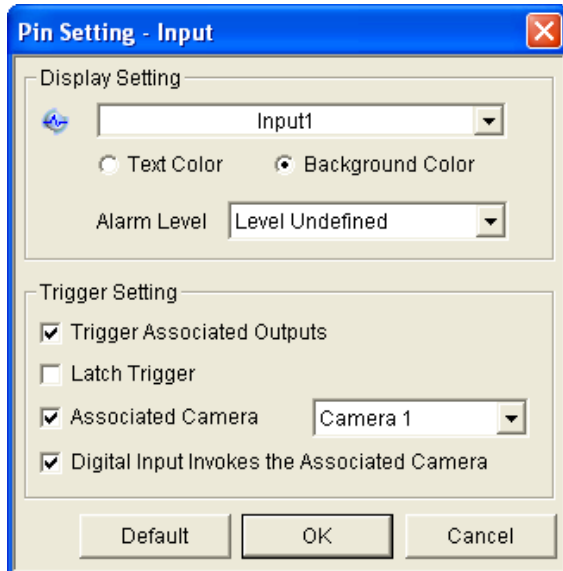 Pin Setting - Input
Display Setting
Input1
Text Color Background Color
Alarm Level Level Undefined
Trigger Setting
Trigger Associated Outputs
Latch Trigger
Associated Camera Camera 1
Digital Input Invokes the Associated Camera
Default OK Cancel